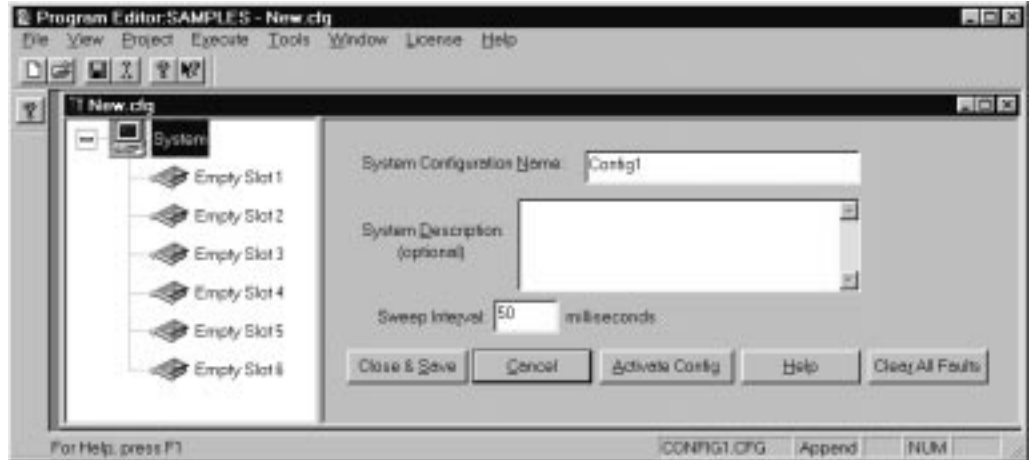 Program Editor:SAMPLES - New.cfg
File View Project Execute Tools Window License Help
New.cfg
System
Empty Slot 1
Empty Slot 2
Empty Slot 3
Empty Slot 4
Empty Slot 5
Empty Slot 6
System Configuration Name: Config1
System Description
(optional)
Sweep Interval: 50 milliseconds
Close & Save Cancel Activate Config Help Clear All Faults
For Help, press F1 CONFIG1.CFG Append NUM